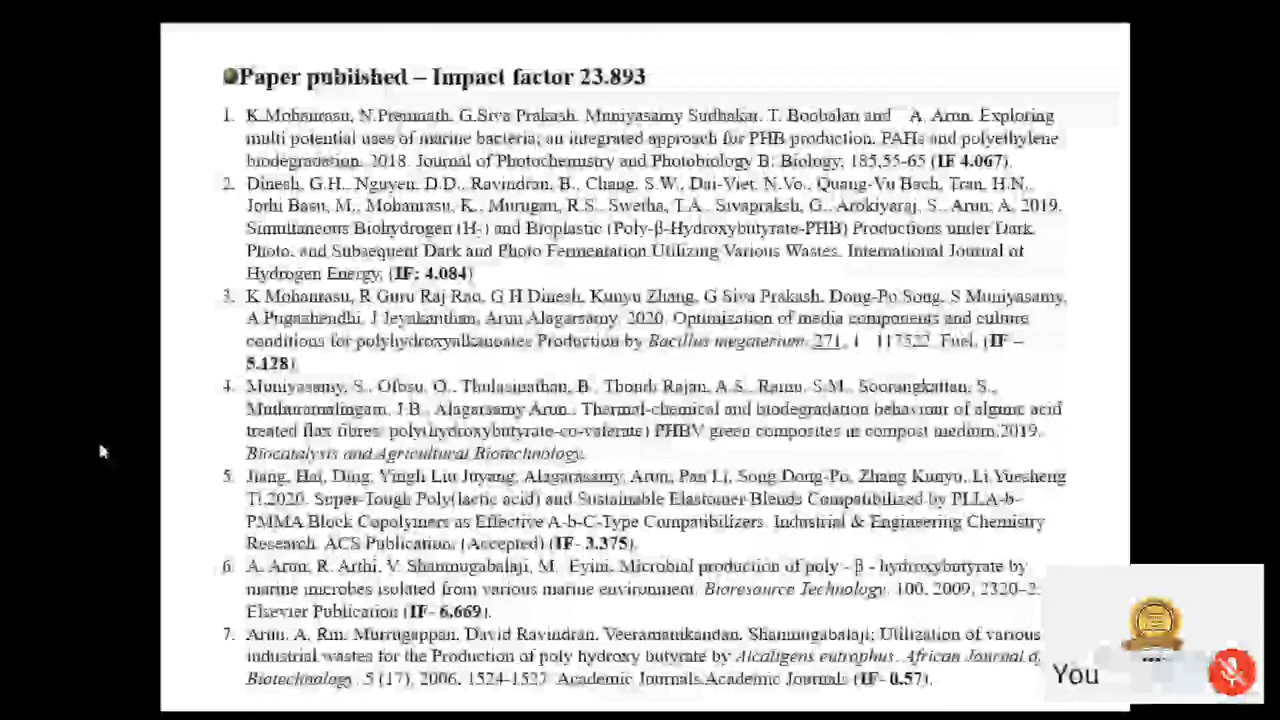 Paper published – Impact factor 23.893
1. K.Mohanrasu, N.Premnath, G.Siva Prakash, Muniyasamy Sudhakar, T. Boobalan and A. Arun. Exploring
multi potential uses of marine bacteria; an integrated approach for PHB production, PAHs and polyethylene
biodegradation. 2018. Journal of Photochemistry and Photobiology B: Biology, 185,55-65 (IF 4.067).
2. Dinesh, G.H., Nguyen, D.D., Ravindran, B., Chang, S.W., Dai-Viet, N.Vo., Quang-Vu Bach, Tran, H.N.,
Jothi Basu, M., Mohanrasu, K., Murugan, R.S., Swetha, T.A., Sivapraksh, G., Arokiyaraj, S., Arun, A. 2019.
Simultaneous Biohydrogen (H2) and Bioplastic (Poly-β-Hydroxybutyrate-PHB) Productions under Dark,
Photo, and Subsequent Dark and Photo Fermentation Utilizing Various Wastes. International Journal of
Hydrogen Energy, (IF: 4.084)
3. K Mohanrasu, R Guru Raj Rao, G H Dinesh, Kunyu Zhang, G Siva Prakash, Dong-Po Song, S Muniyasamy,
A Pugazhendhi, J Jeyakanthan, Arun Alagarsamy. 2020. Optimization of media components and culture
conditions for polyhydroxyalkanoates Production by Bacillus megaterium. 271, 1 117522. Fuel. (IF –
5.128).
4. Muniyasamy, S., Ofosu, O., Thulasinathan, B., Thondi Rajan, A.S., Ramu, S.M., Soorangkattan, S.,
Muthuramalingam, J.B., Alagarsamy Arun., Thermal-chemical and biodegradation behaviour of alginic acid
treated flax fibres/ poly(hydroxybutyrate-co-valerate) PHBV green composites in compost medium,2019.
Biocatalysis and Agricultural Biotechnology.
5. Jiang, Hai, Ding, Yingli Liu Juyang, Alagarasamy, Arun, Pan Li, Song Dong-Po, Zhang Kunyu, Li Yuesheng
2020. Super-Tough Poly(lactic acid) and Sustainable Elastomer Blends Compatibilized by PLLA-b-
PMMA Block Copolymers as Effective A-b-C-Type Compatibilizers. Industrial & Engineering Chemistry
Research. ACS Publication. (Accepted) (IF- 3.375).
6. A. Arun, R. Arthi, V. Shanmugabalaji, M. Eyini. Microbial production of poly - β - hydroxybutyrate by
marine microbes isolated from various marine environment. Bioresource Technology. 100, 2009, 2320–2
Elsevier Publication (IF- 6.669).
7. Arun, A. Rm. Murrugappan, David Ravindran, Veeramanikandan, Shanmugabalaji; Utilization of various
industrial wastes for the Production of poly hydroxy butyrate by Alcaligens eutrophus. African Journal of
Biotechnology. 5 (17), 2006, 1524-1527. Academic Journals.Academic Journals (IF- 0.57).
You